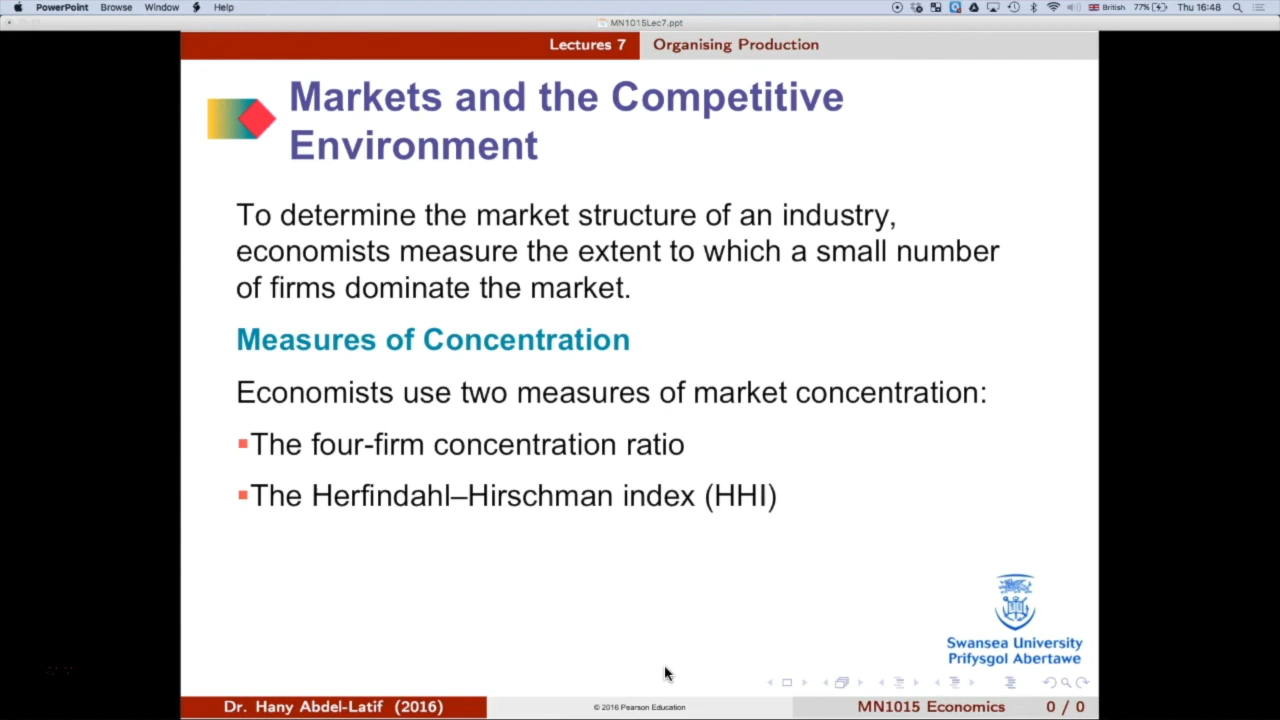 PowerPoint Browse Window Help
British 77% Thu 16:48
MN1015Lec7.ppt
Lectures 7 Organising Production
Markets and the Competitive
Environment
To determine the market structure of an industry,
economists measure the extent to which a small number
of firms dominate the market.
Measures of Concentration
Economists use two measures of market concentration:
The four-firm concentration ratio
The Herfindahl–Hirschman index (HHI)
Swansea University
Prifysgol Abertawe
Dr. Hany Abdel-Latif (2016) © 2016 Pearson Education MN1015 Economics 0 / 0